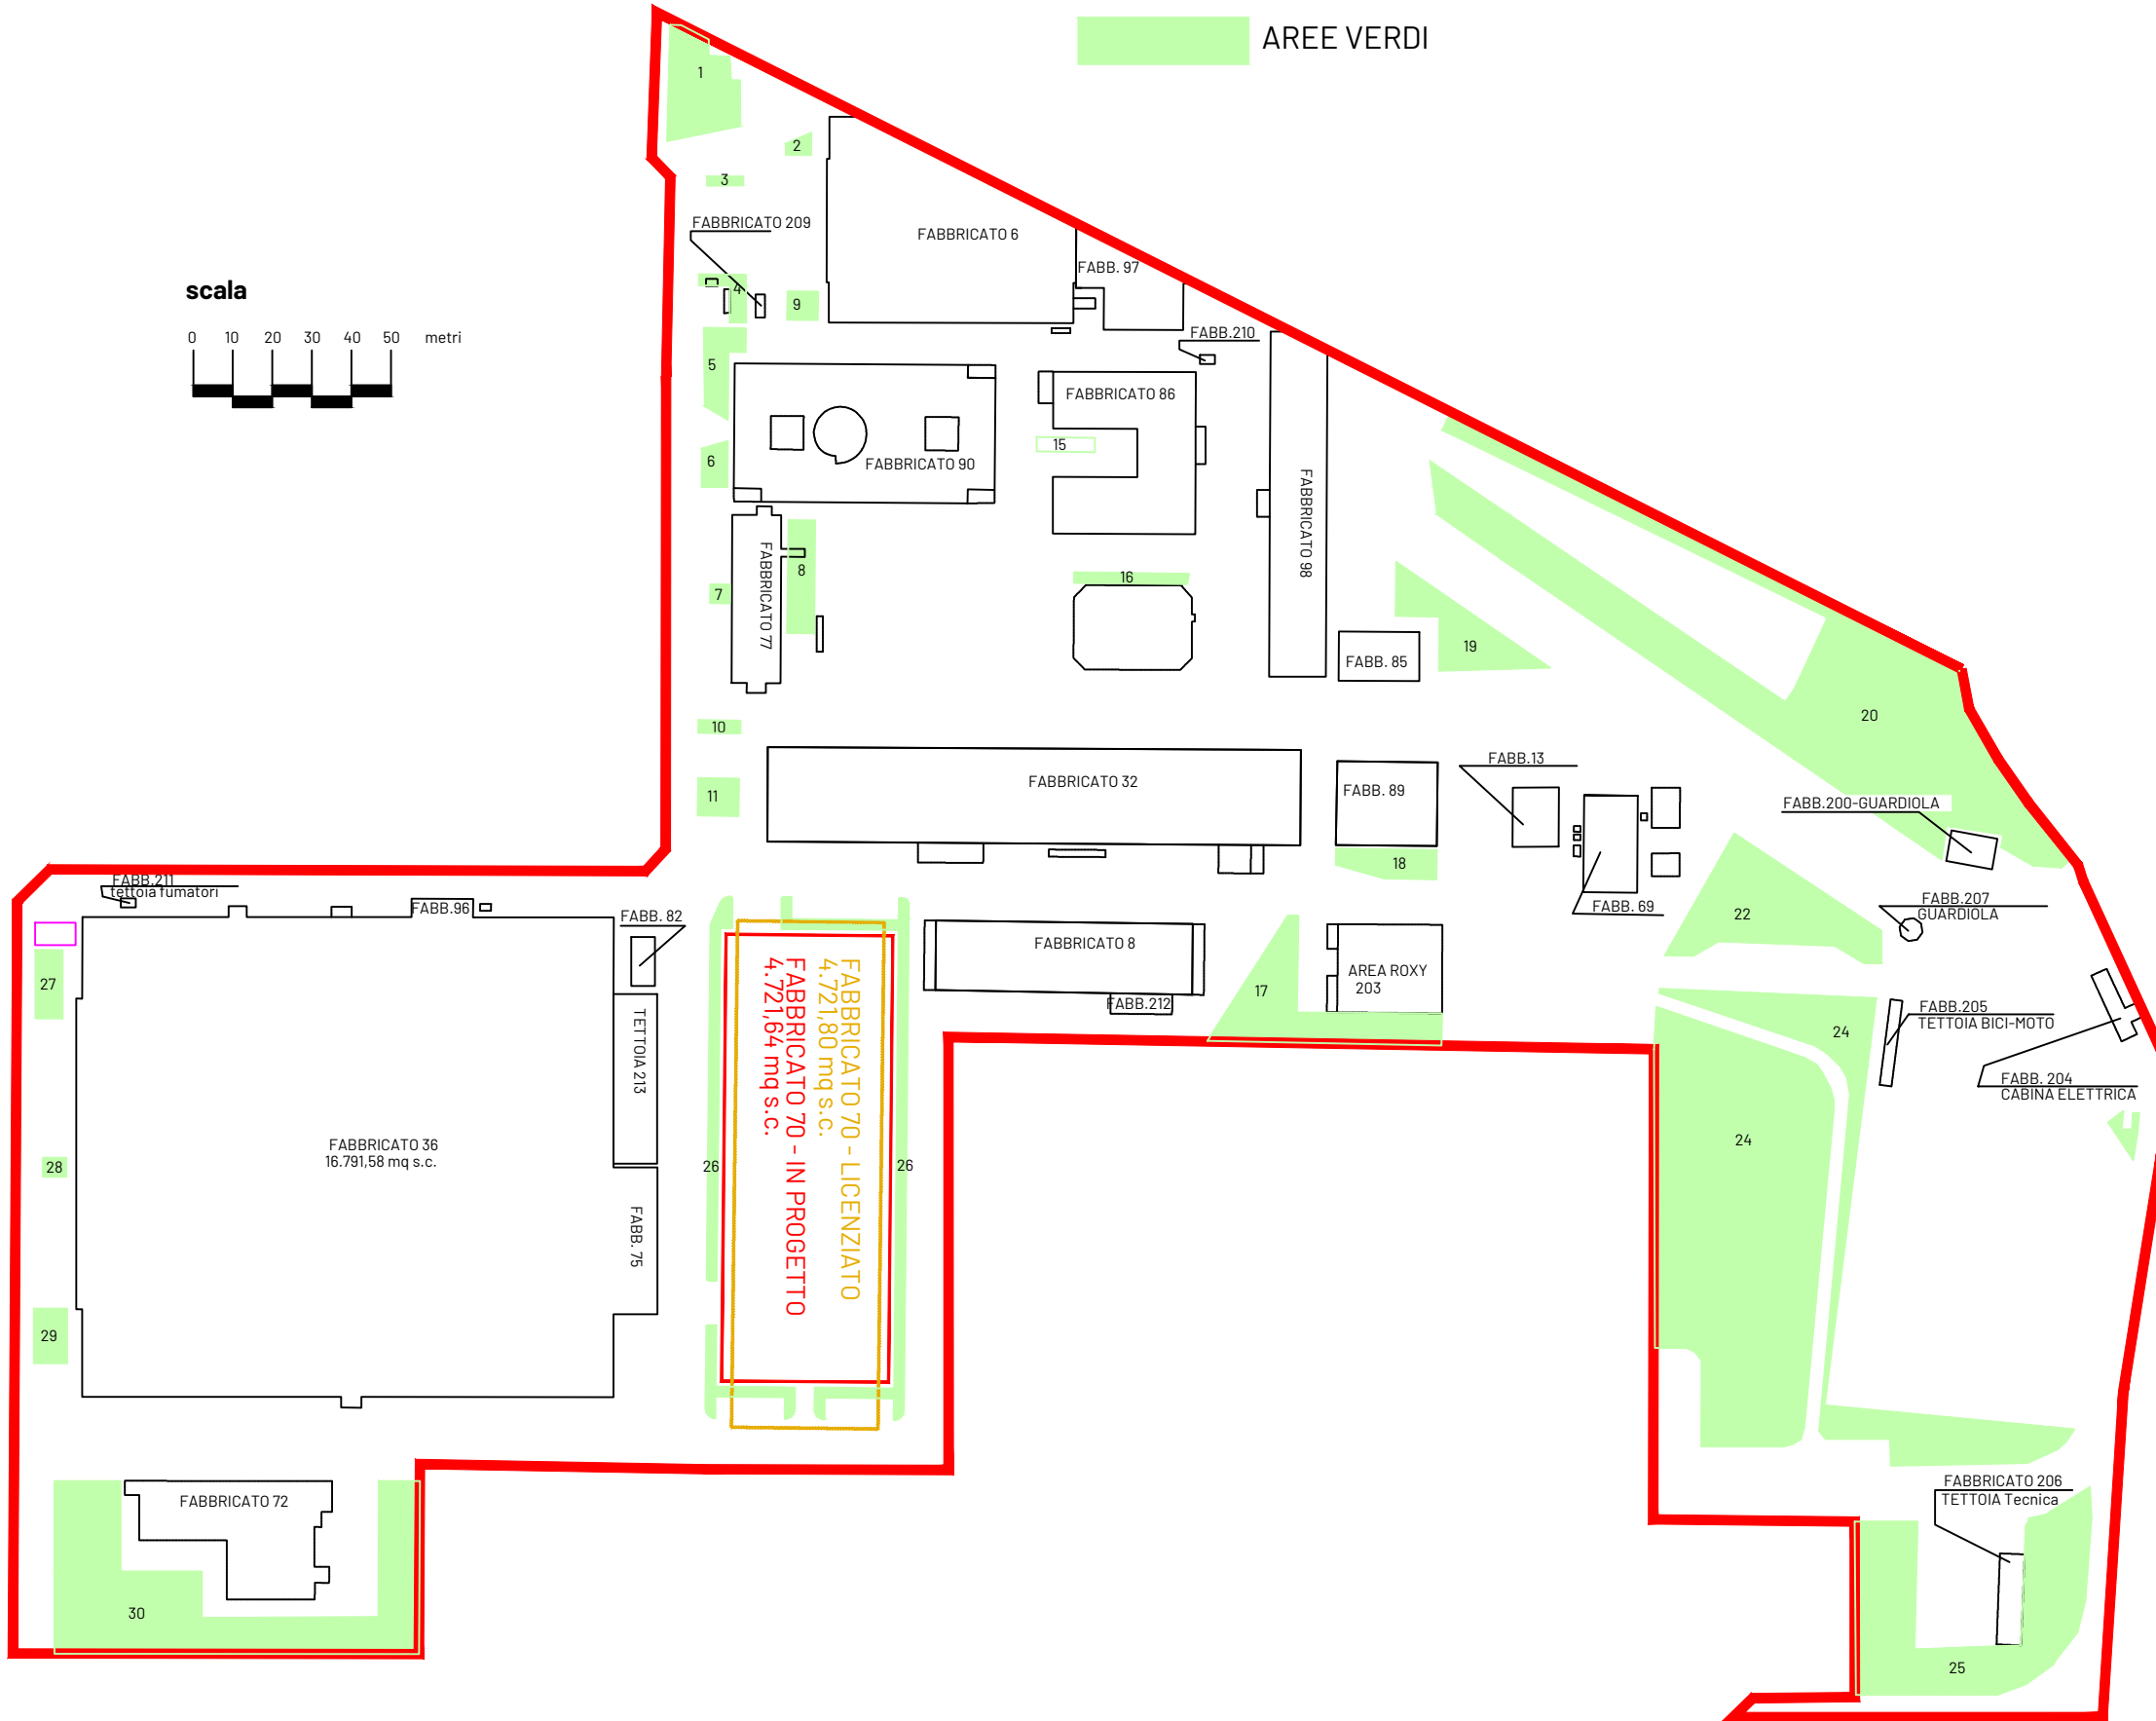 AREE VERDI
1
2
3
FABBRICATO 209
FABBRICATO 6
FABB. 97
scala
4
9
0 10 20 30 40 50 metri
FABB.210
5
FABBRICATO 86
15
6
FABBRICATO 90
FABBRICATO 98
FABBRICATO 77
8
7
16
19
FABB. 85
10
20
11
FABBRICATO 32
FABB. 89
FABB.13
FABB.200-GUARDIOLA
18
FABB.211
tettoia fumatori
FABB.96
FABB. 82
FABB. 69
22
FABB.207
GUARDIOLA
FABBRICATO 8
FABB.212
17
AREA ROXY
203
27
TETTOIA 213
FABBRICATO 70 - LICENZIATO
4.721,80 mq s.c.
FABBRICATO 70 - IN PROGETTO
4.721,64 mq s.c.
24
FABB.205
TETTOIA BICI-MOTO
FABB. 204
CABINA ELETTRICA
FABBRICATO 36
16.791,58 mq s.c.
24
28
26
26
FABB. 75
29
FABBRICATO 72
FABBRICATO 206
TETTOIA Tecnica
30
25